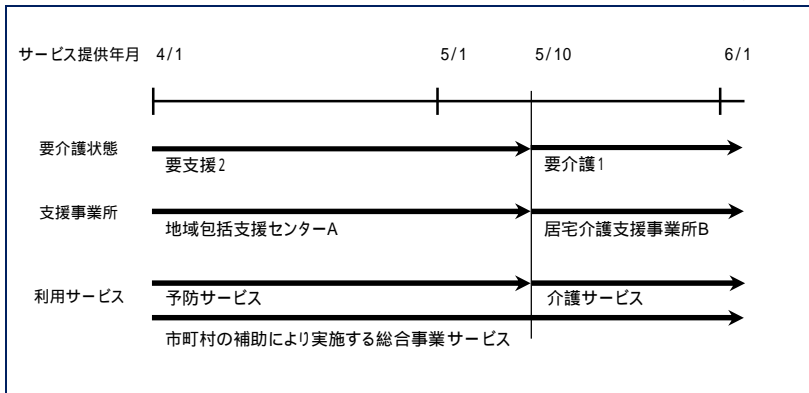 サービス提供年月 4/1 5/1 5/10 6/1
要介護状態
要支援2 要介護1
支援事業所
地域包括支援センターA 居宅介護支援事業所B
利用サービス 予防サービス 介護サービス
市町村の補助により実施する総合事業サービス